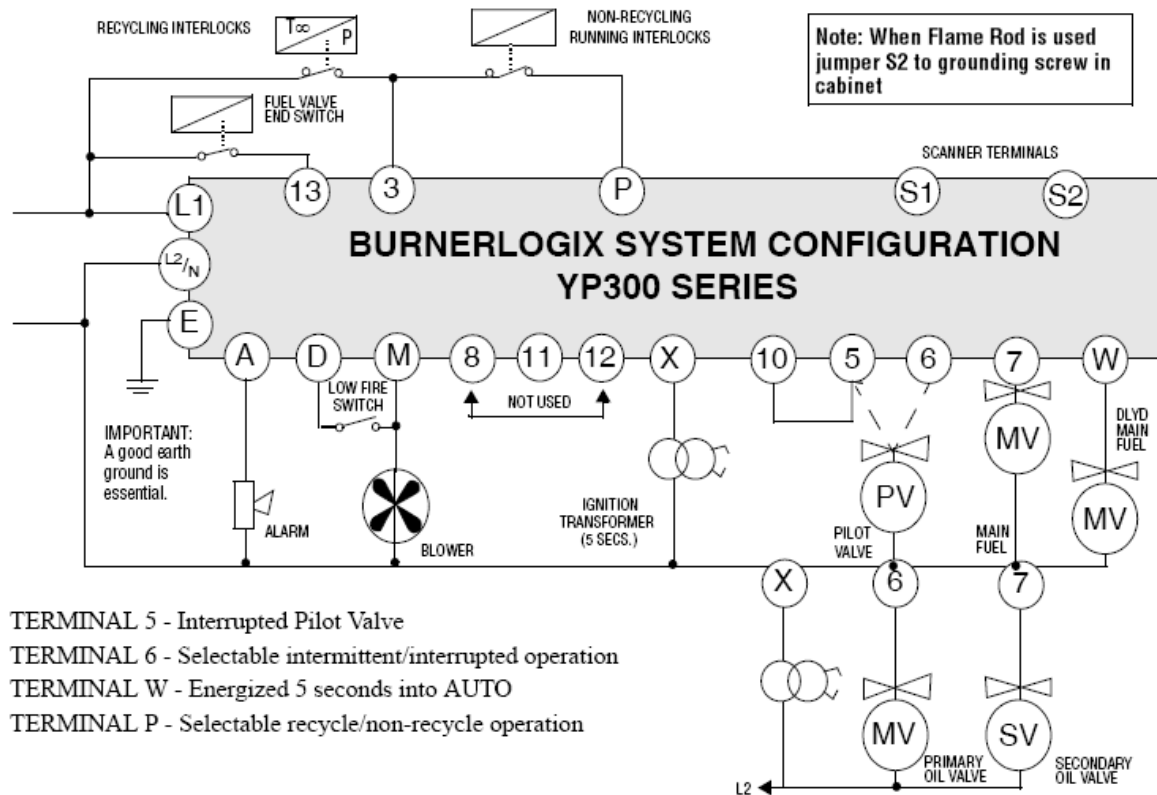 RECYCLING INTERLOCKS
T∞
P
NON-RECYCLING
RUNNING INTERLOCKS
Note: When Flame Rod is used
jumper S2 to grounding screw in
cabinet
FUEL VALVE
END SWITCH
SCANNER TERMINALS
L1
13
3
P
S1
S2
L2/N
BURNERLOGIX SYSTEM CONFIGURATION
YP300 SERIES
E
A
D
M
8
11
12
X
10
5
6
7
W
LOW FIRE
SWITCH
NOT USED
IMPORTANT:
A good earth
ground is
essential.
ALARM
BLOWER
IGNITION
TRANSFORMER
(5 SECS.)
PV
PILOT
VALVE
MV
MAIN
FUEL
DLYD
MAIN
FUEL
MV
X
6
7
TERMINAL 5 - Interrupted Pilot Valve
TERMINAL 6 - Selectable intermittent/interrupted operation
TERMINAL W - Energized 5 seconds into AUTO
TERMINAL P - Selectable recycle/non-recycle operation
MV
SV
PRIMARY
OIL VALVE
SECONDARY
OIL VALVE
L2